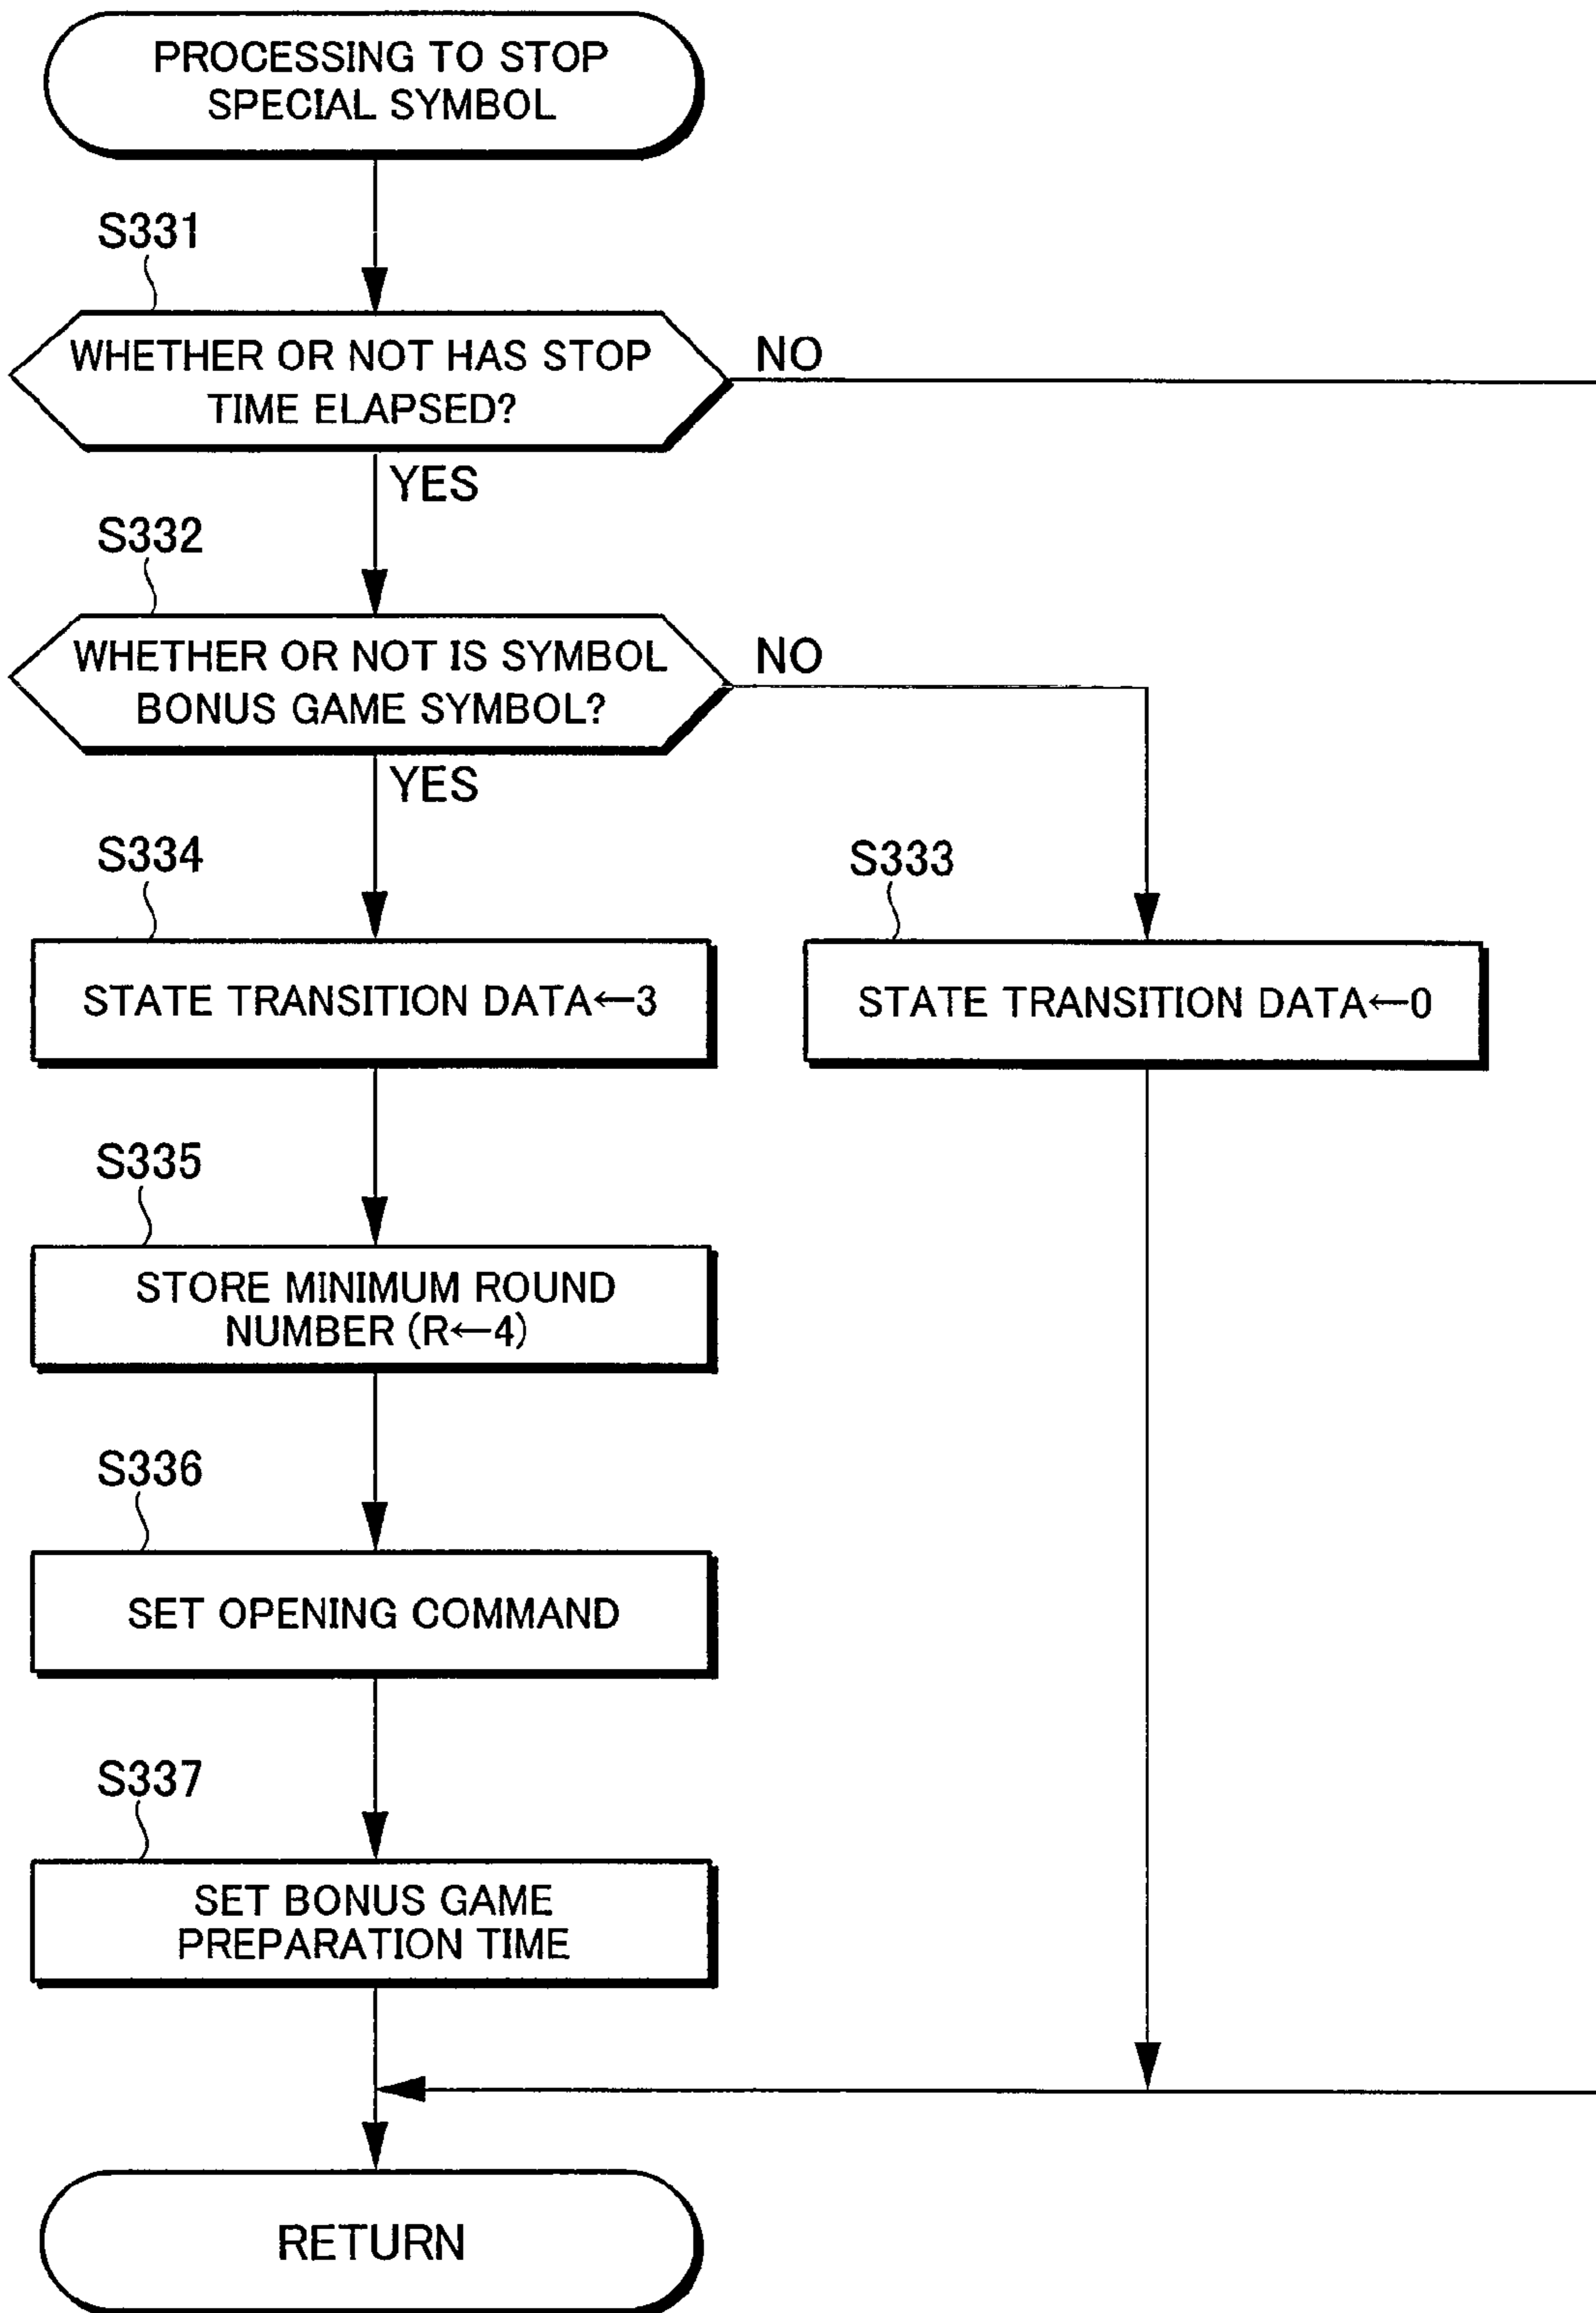 PROCESSING TO STOP
SPECIAL SYMBOL
S331
WHETHER OR NOT HAS STOP
TIME ELAPSED?
NO
YES
S332
WHETHER OR NOT IS SYMBOL
BONUS GAME SYMBOL?
NO
YES
S334
STATE TRANSITION DATA←3
S333
STATE TRANSITION DATA←0
S335
STORE MINIMUM ROUND
NUMBER (R←4)
S336
SET OPENING COMMAND
S337
SET BONUS GAME
PREPARATION TIME
RETURN